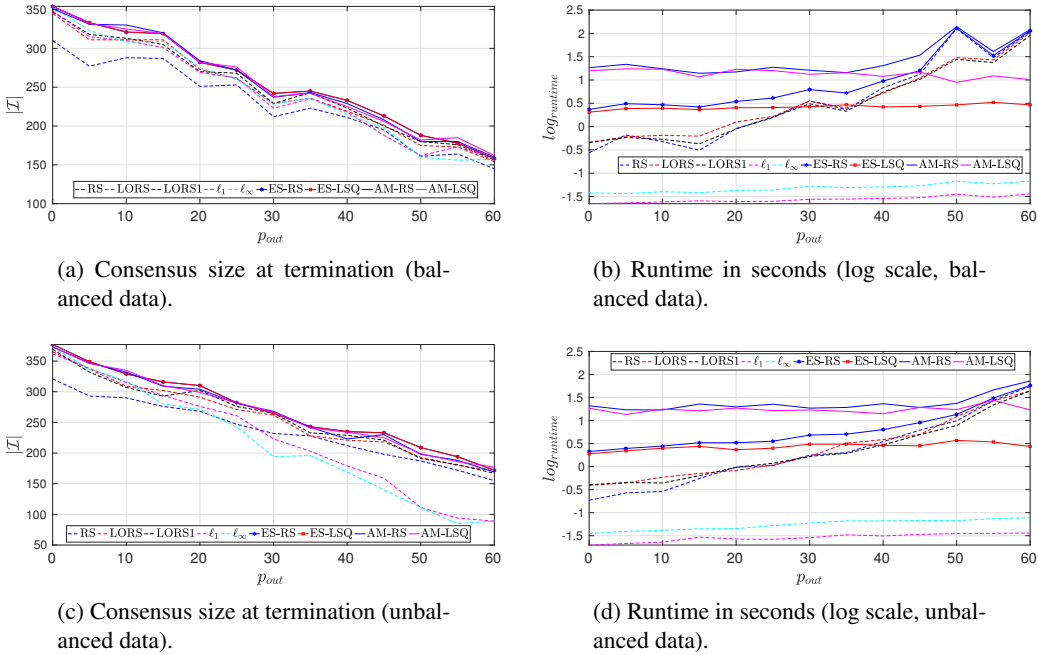 350
300
250
200
150
100
|I|
RS LORS LORS1 ℓ1 ℓ∞ ES-RS ES-LSQ AM-RS AM-LSQ
0 10 20 30 40 50 60
p_out
(a) Consensus size at termination (bal-
anced data).
2.5
2
1.5
1
0.5
0
-0.5
-1
-1.5
log_runtime
RS LORS LORS1 ℓ1 ℓ∞ ES-RS ES-LSQ AM-RS AM-LSQ
0 10 20 30 40 50 60
p_out
(b) Runtime in seconds (log scale, bal-
anced data).
350
300
250
200
150
100
50
|I|
RS LORS LORS1 ℓ1 ℓ∞ ES-RS ES-LSQ AM-RS AM-LSQ
0 10 20 30 40 50 60
p_out
(c) Consensus size at termination (unbal-
anced data).
2.5
2
1.5
1
0.5
0
-0.5
-1
-1.5
log_runtime
RS LORS LORS1 ℓ1 ℓ∞ ES-RS ES-LSQ AM-RS AM-LSQ
0 10 20 30 40 50 60
p_out
(d) Runtime in seconds (log scale, unbal-
anced data).